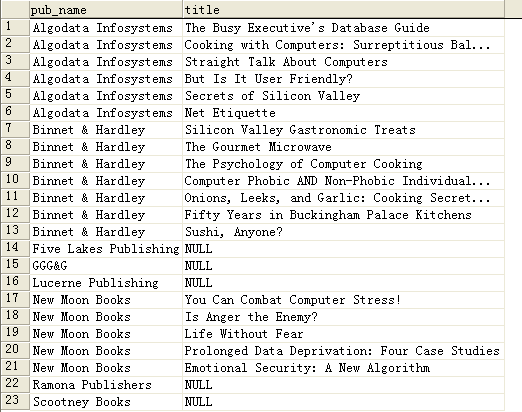 pub_name title
1 Algodata Infosystems The Busy Executive's Database Guide
2 Algodata Infosystems Cooking with Computers: Surreptitious Bal...
3 Algodata Infosystems Straight Talk About Computers
4 Algodata Infosystems But Is It User Friendly?
5 Algodata Infosystems Secrets of Silicon Valley
6 Algodata Infosystems Net Etiquette
7 Binnet & Hardley Silicon Valley Gastronomic Treats
8 Binnet & Hardley The Gourmet Microwave
9 Binnet & Hardley The Psychology of Computer Cooking
10 Binnet & Hardley Computer Phobic AND Non-Phobic Individual...
11 Binnet & Hardley Onions, Leeks, and Garlic: Cooking Secret...
12 Binnet & Hardley Fifty Years in Buckingham Palace Kitchens
13 Binnet & Hardley Sushi, Anyone?
14 Five Lakes Publishing NULL
15 GGG&G NULL
16 Lucerne Publishing NULL
17 New Moon Books You Can Combat Computer Stress!
18 New Moon Books Is Anger the Enemy?
19 New Moon Books Life Without Fear
20 New Moon Books Prolonged Data Deprivation: Four Case Studies
21 New Moon Books Emotional Security: A New Algorithm
22 Ramona Publishers NULL
23 Scootney Books NULL